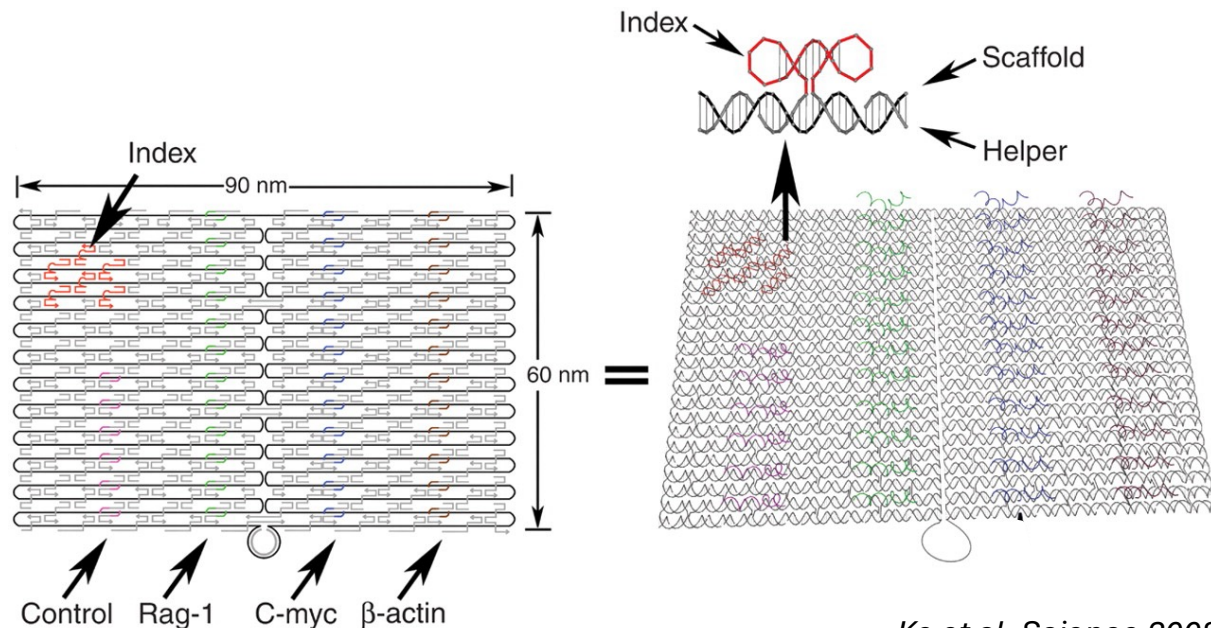 Index
90 nm
60 nm
Control Rag-1 C-myc β-actin
Index
Scaffold
Helper
=